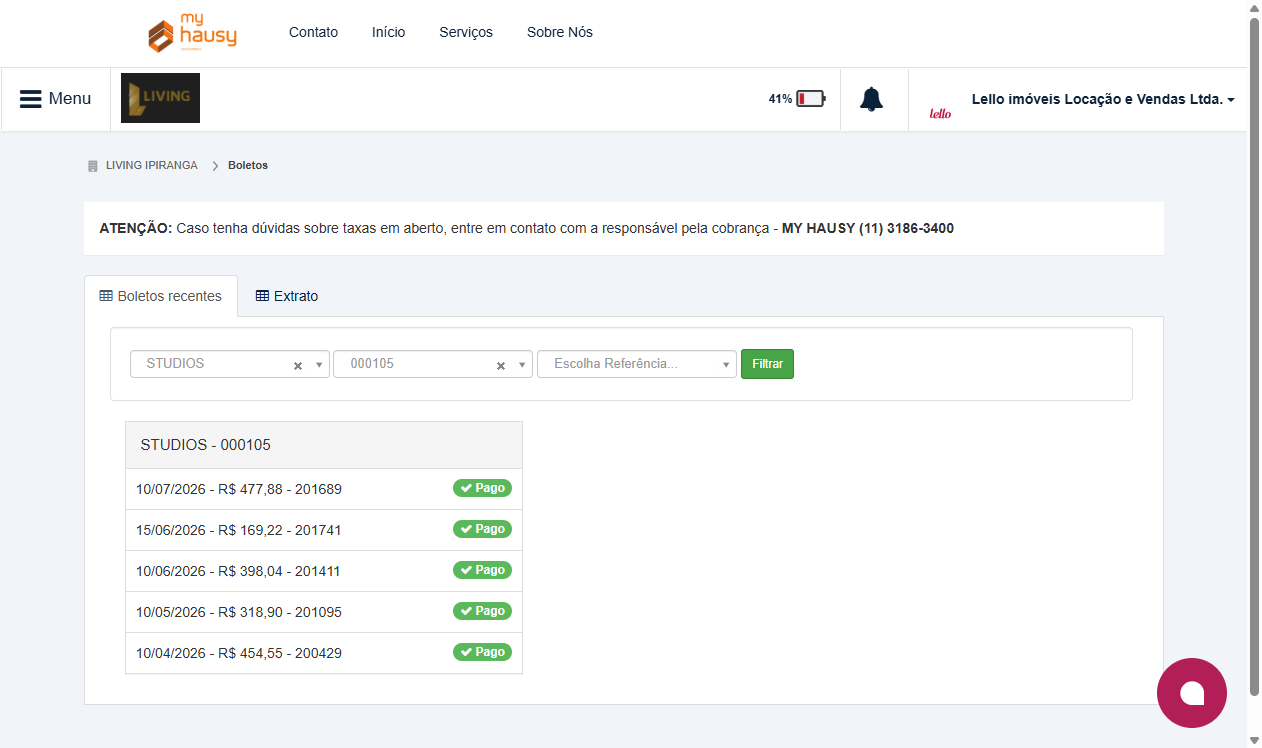 my
hausy
Contato Início Serviços Sobre Nós
Menu
LIVING
41%
lello
Lello imóveis Locação e Vendas Ltda.
LIVING IPIRANGA > Boletos
ATENÇÃO: Caso tenha dúvidas sobre taxas em aberto, entre em contato com a responsável pela cobrança - MY HAUSY (11) 3186-3400
Boletos recentes Extrato
STUDIOS × 000105 × Escolha Referência... Filtrar
STUDIOS - 000105
10/07/2026 - R$ 477,88 - 201689 Pago
15/06/2026 - R$ 169,22 - 201741 Pago
10/06/2026 - R$ 398,04 - 201411 Pago
10/05/2026 - R$ 318,90 - 201095 Pago
10/04/2026 - R$ 454,55 - 200429 Pago